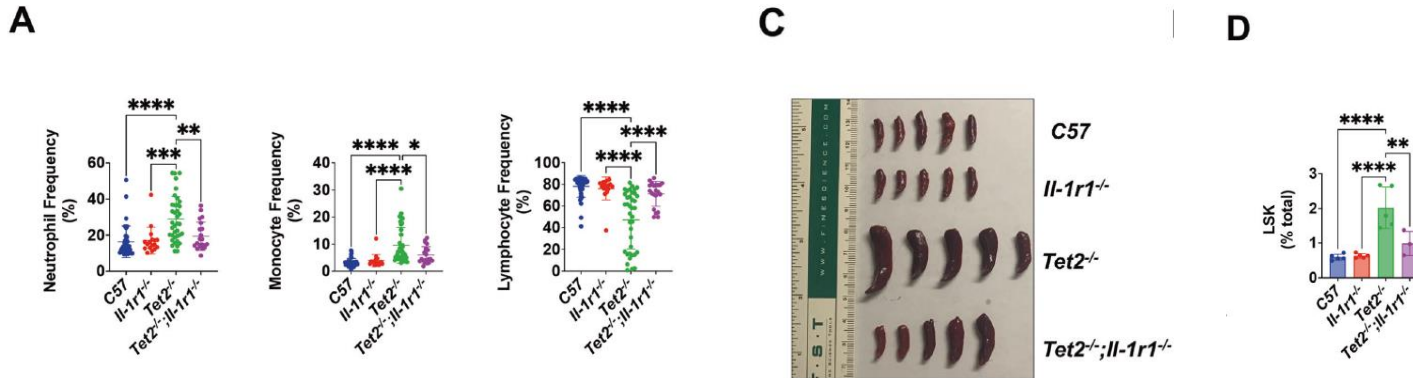 A
C
D
Neutrophil Frequency
(%)
60
40
20
0
****
**
***
C57
Il-1r1-/-
Tet2-/-
Tet2-/-;Il-1r1-/-
Monocyte Frequency
(%)
40
30
20
10
0
**** *
****
C57
Il-1r1-/-
Tet2-/-
Tet2-/-;Il-1r1-/-
Lymphocyte Frequency
(%)
100
80
60
40
20
0
****
****
****
C57
Il-1r1-/-
Tet2-/-
Tet2-/-;Il-1r1-/-
F·S·T
C57
Il-1r1-/-
Tet2-/-
Tet2-/-;Il-1r1-/-
LSK
(% total)
3
2
1
0
****
**
****
C57
Il-1r1-/-
Tet2-/-
Tet2-/-;Il-1r1-/-